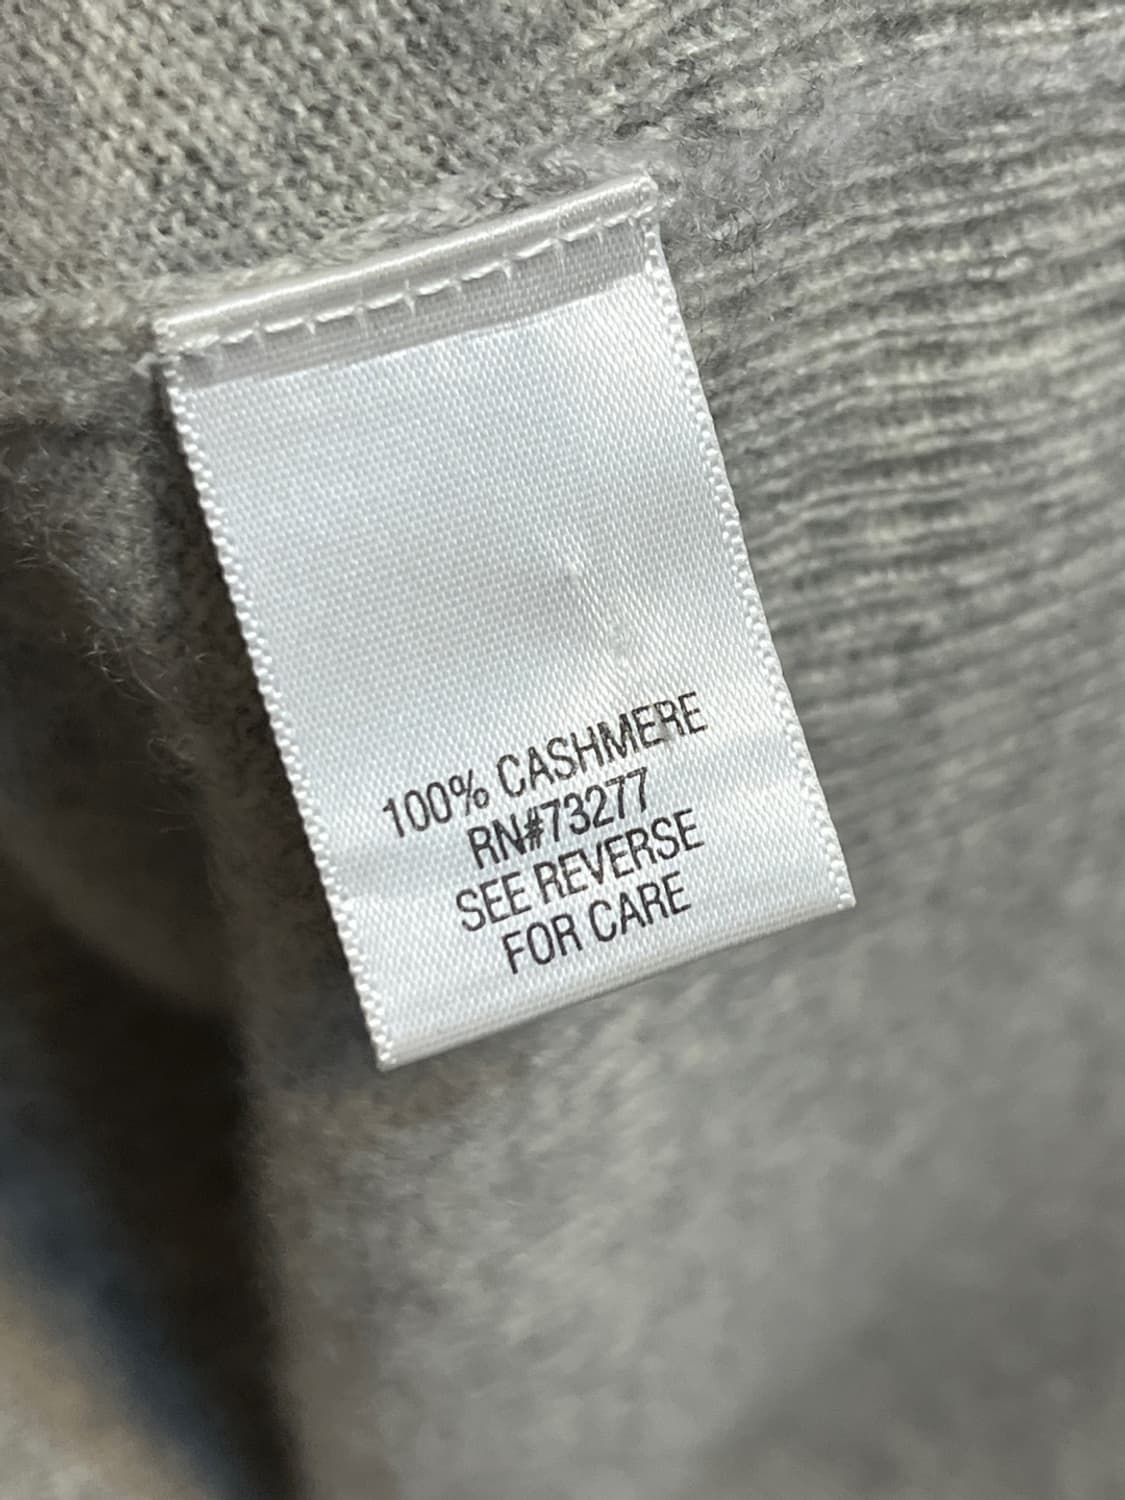 100% CASHMERE
RN#73277
SEE REVERSE
FOR CARE